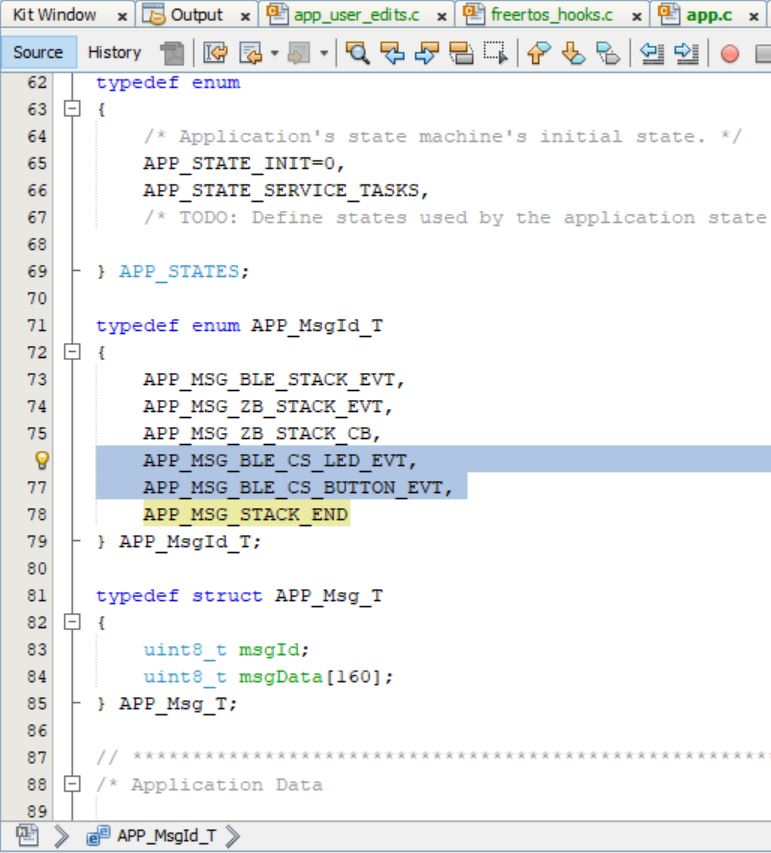 Kit Window x Output x app_user_edits.c x freertos_hooks.c x app.c x
Source History
62 typedef enum
63 {
64 /* Application's state machine's initial state. */
65 APP_STATE_INIT=0,
66 APP_STATE_SERVICE_TASKS,
67 /* TODO: Define states used by the application state
68
69 } APP_STATES;
70
71 typedef enum APP_MsgId_T
72 {
73 APP_MSG_BLE_STACK_EVT,
74 APP_MSG_ZB_STACK_EVT,
75 APP_MSG_ZB_STACK_CB,
APP_MSG_BLE_CS_LED_EVT,
77 APP_MSG_BLE_CS_BUTTON_EVT,
78 APP_MSG_STACK_END
79 } APP_MsgId_T;
80
81 typedef struct APP_Msg_T
82 {
83 uint8_t msgId;
84 uint8_t msgData[160];
85 } APP_Msg_T;
86
87 // *****************************************************
88 /* Application Data
89
APP_MsgId_T